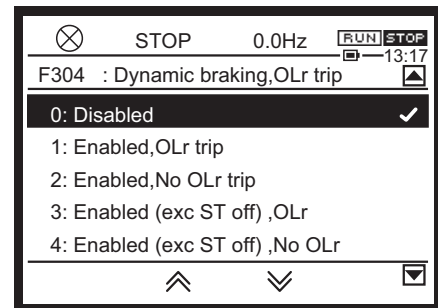 STOP 0.0Hz RUN STOP
13:17
F304 : Dynamic braking,OLr trip
0: Disabled
1: Enabled,OLr trip
2: Enabled,No OLr trip
3: Enabled (exc ST off) ,OLr
4: Enabled (exc ST off) ,No OLr